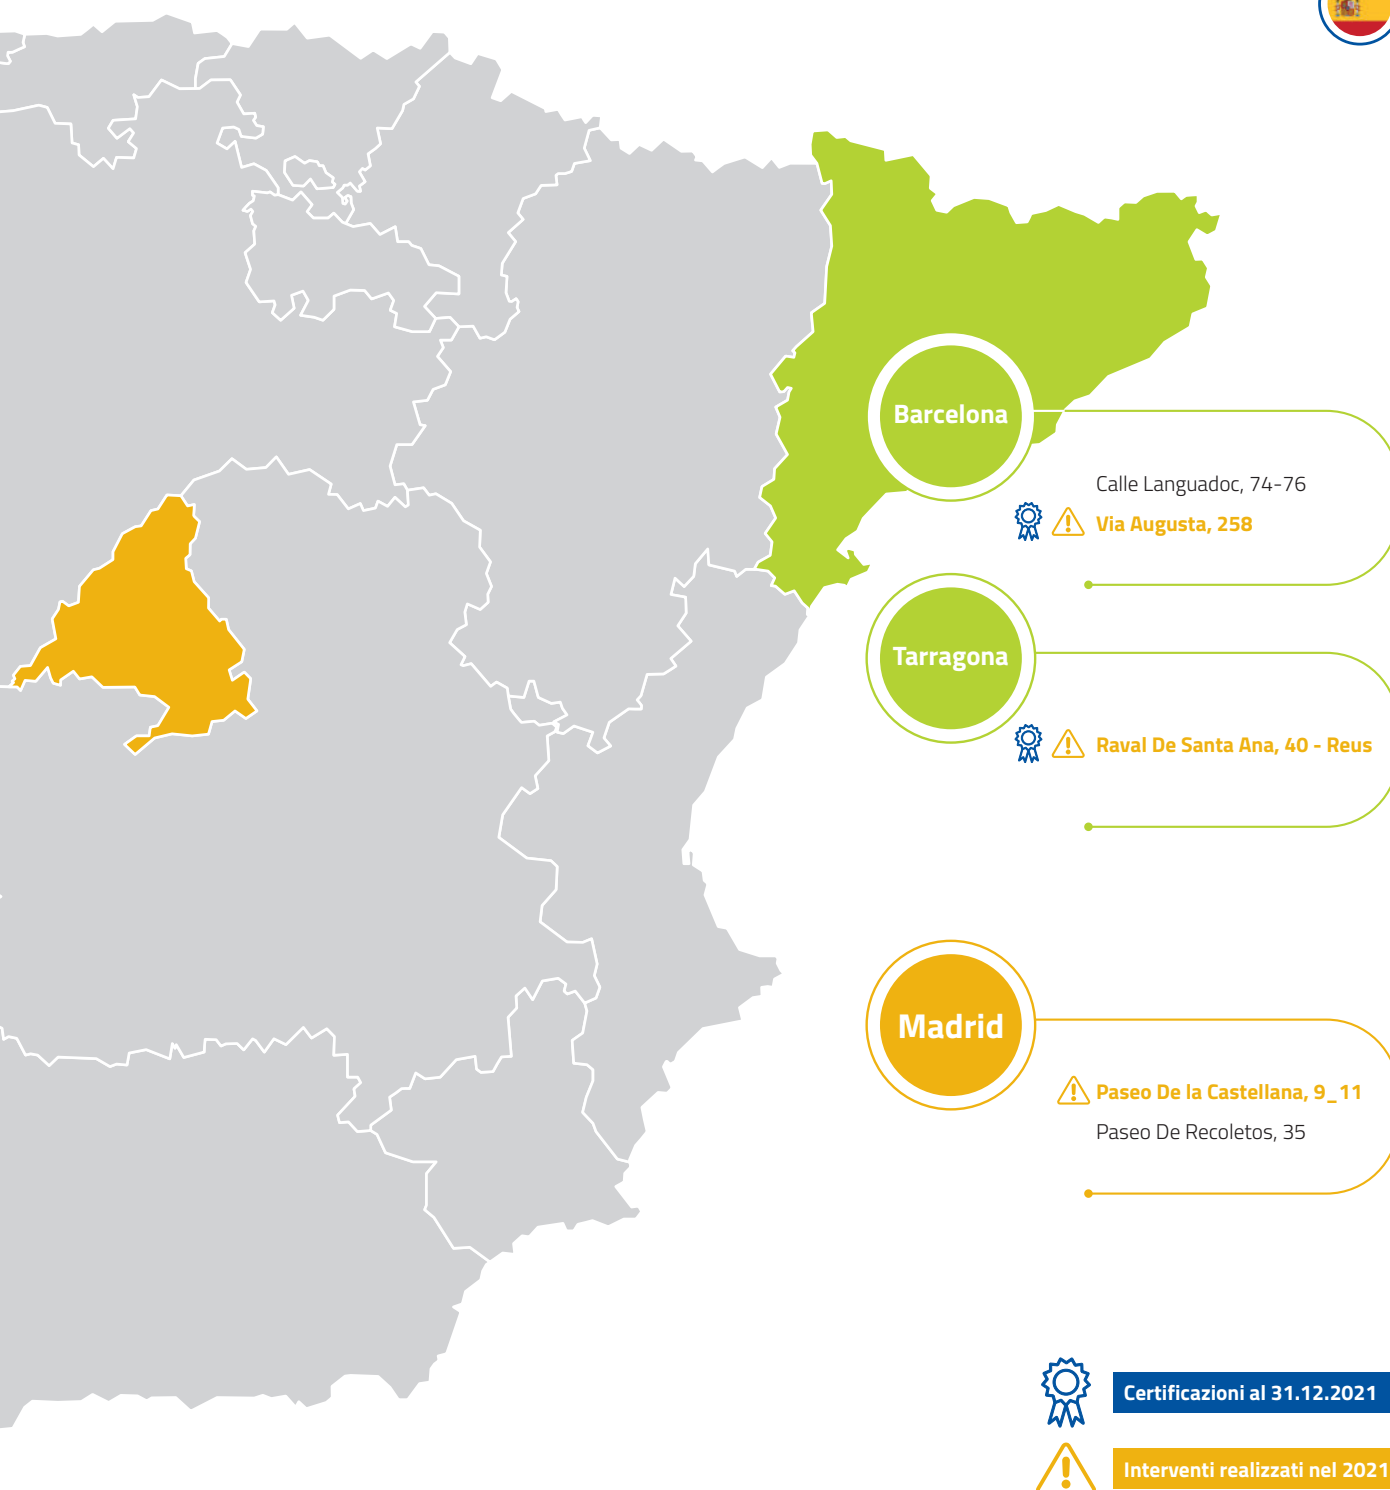 Barcelona
Calle Languadoc, 74-76
Via Augusta, 258
Tarragona
Raval De Santa Ana, 40 - Reus
Madrid
Paseo De la Castellana, 9_11
Paseo De Recoletos, 35
Certificazioni al 31.12.2021
Interventi realizzati nel 2021